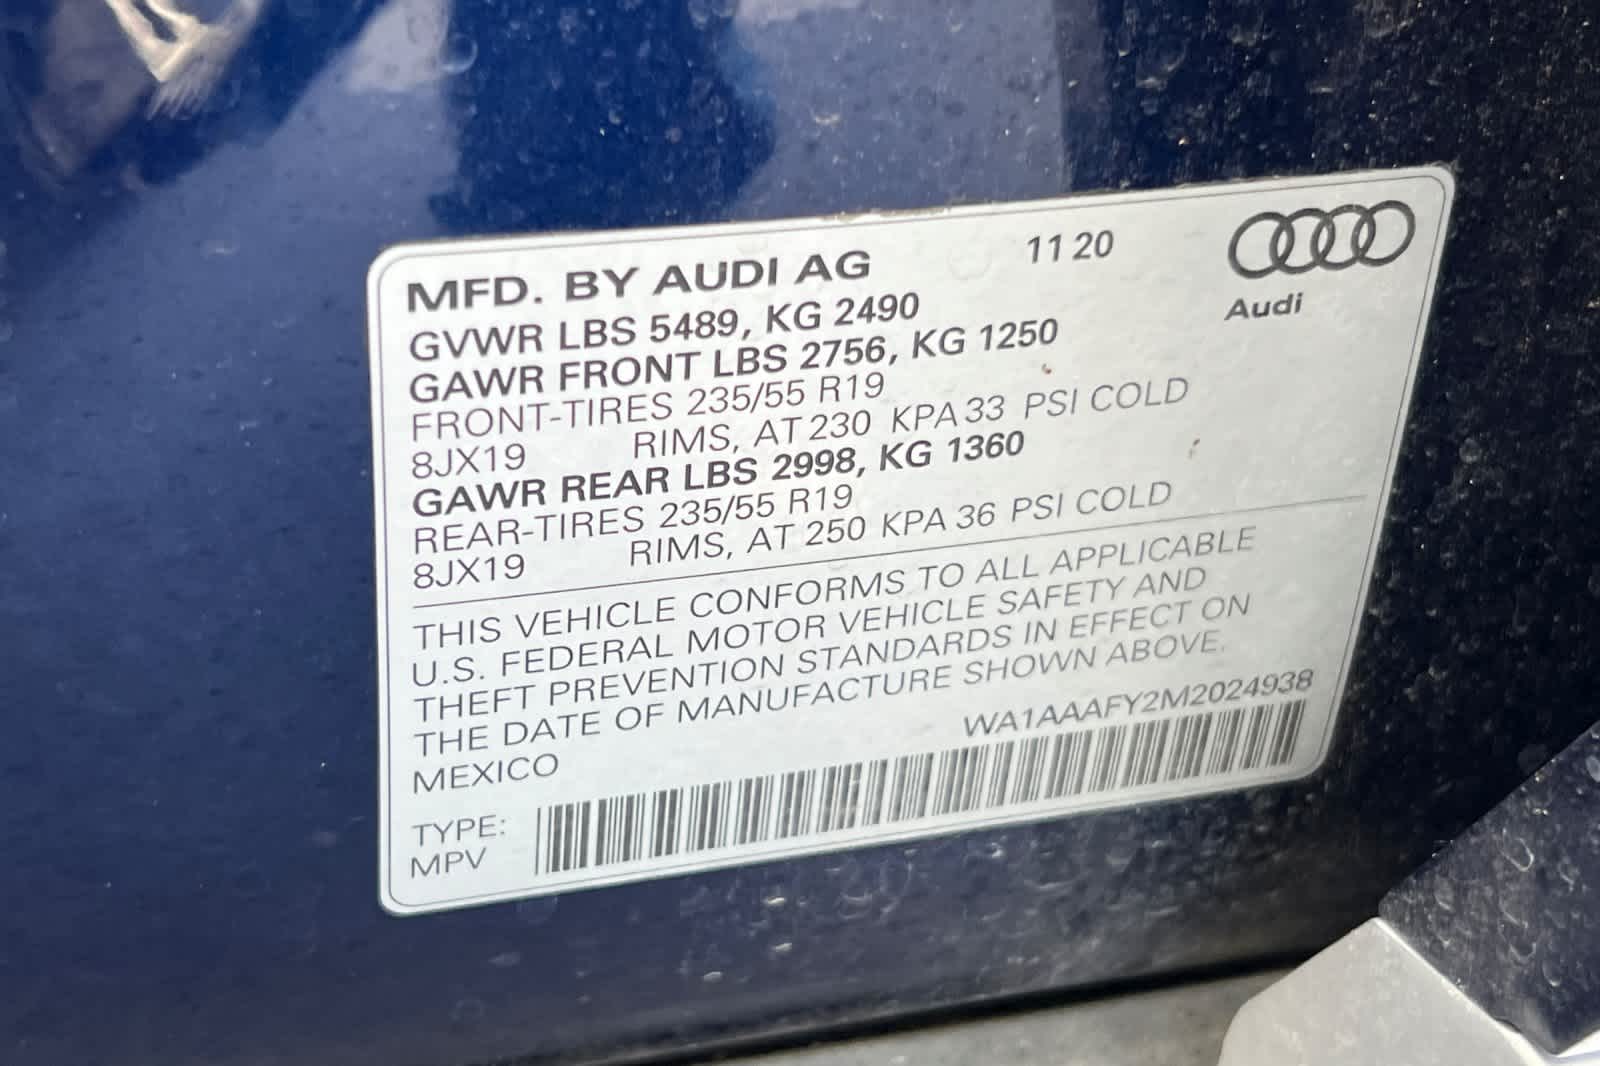 MFD. BY AUDI AG 11 20
Audi
GVWR LBS 5489, KG 2490
GAWR FRONT LBS 2756, KG 1250
FRONT-TIRES 235/55 R19
8JX19 RIMS, AT 230 KPA 33 PSI COLD
GAWR REAR LBS 2998, KG 1360
REAR-TIRES 235/55 R19
8JX19 RIMS, AT 250 KPA 36 PSI COLD
THIS VEHICLE CONFORMS TO ALL APPLICABLE
U.S. FEDERAL MOTOR VEHICLE SAFETY AND
THEFT PREVENTION STANDARDS IN EFFECT ON
THE DATE OF MANUFACTURE SHOWN ABOVE.
MEXICO WA1AAAFY2M2024938
TYPE:
MPV